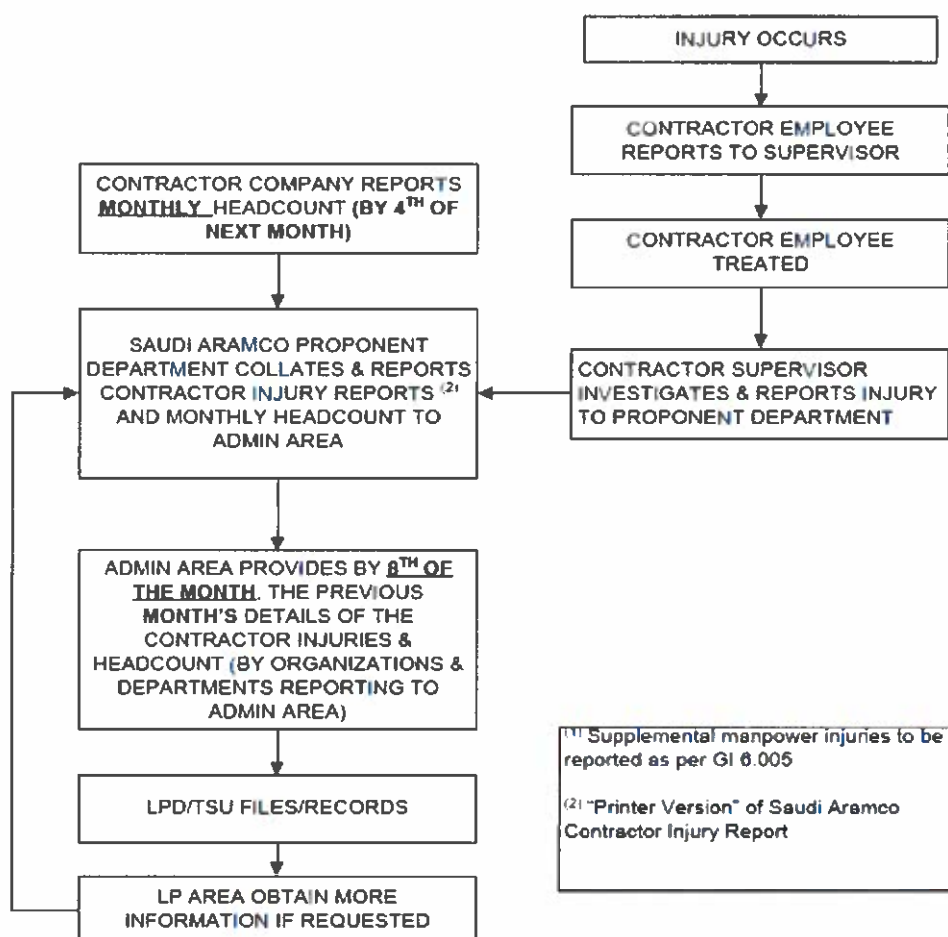 INJURY OCCURS
CONTRACTOR EMPLOYEE
REPORTS TO SUPERVISOR
CONTRACTOR EMPLOYEE
TREATED
CONTRACTOR SUPERVISOR
INVESTIGATES & REPORTS INJURY
TO PROPONENT DEPARTMENT
CONTRACTOR COMPANY REPORTS
MONTHLY HEADCOUNT (BY 4TH OF
NEXT MONTH)
SAUDI ARAMCO PROPONENT
DEPARTMENT COLLATES & REPORTS
CONTRACTOR INJURY REPORTS (2)
AND MONTHLY HEADCOUNT TO
ADMIN AREA
ADMIN AREA PROVIDES BY 8TH OF
THE MONTH, THE PREVIOUS
MONTH'S DETAILS OF THE
CONTRACTOR INJURIES &
HEADCOUNT (BY ORGANIZATIONS &
DEPARTMENTS REPORTING TO
ADMIN AREA)
LPD/TSU FILES/RECORDS
LP AREA OBTAIN MORE
INFORMATION IF REQUESTED
(1) Supplemental manpower injuries to be
reported as per GI 6.005
(2) "Printer Version" of Saudi Aramco
Contractor Injury Report